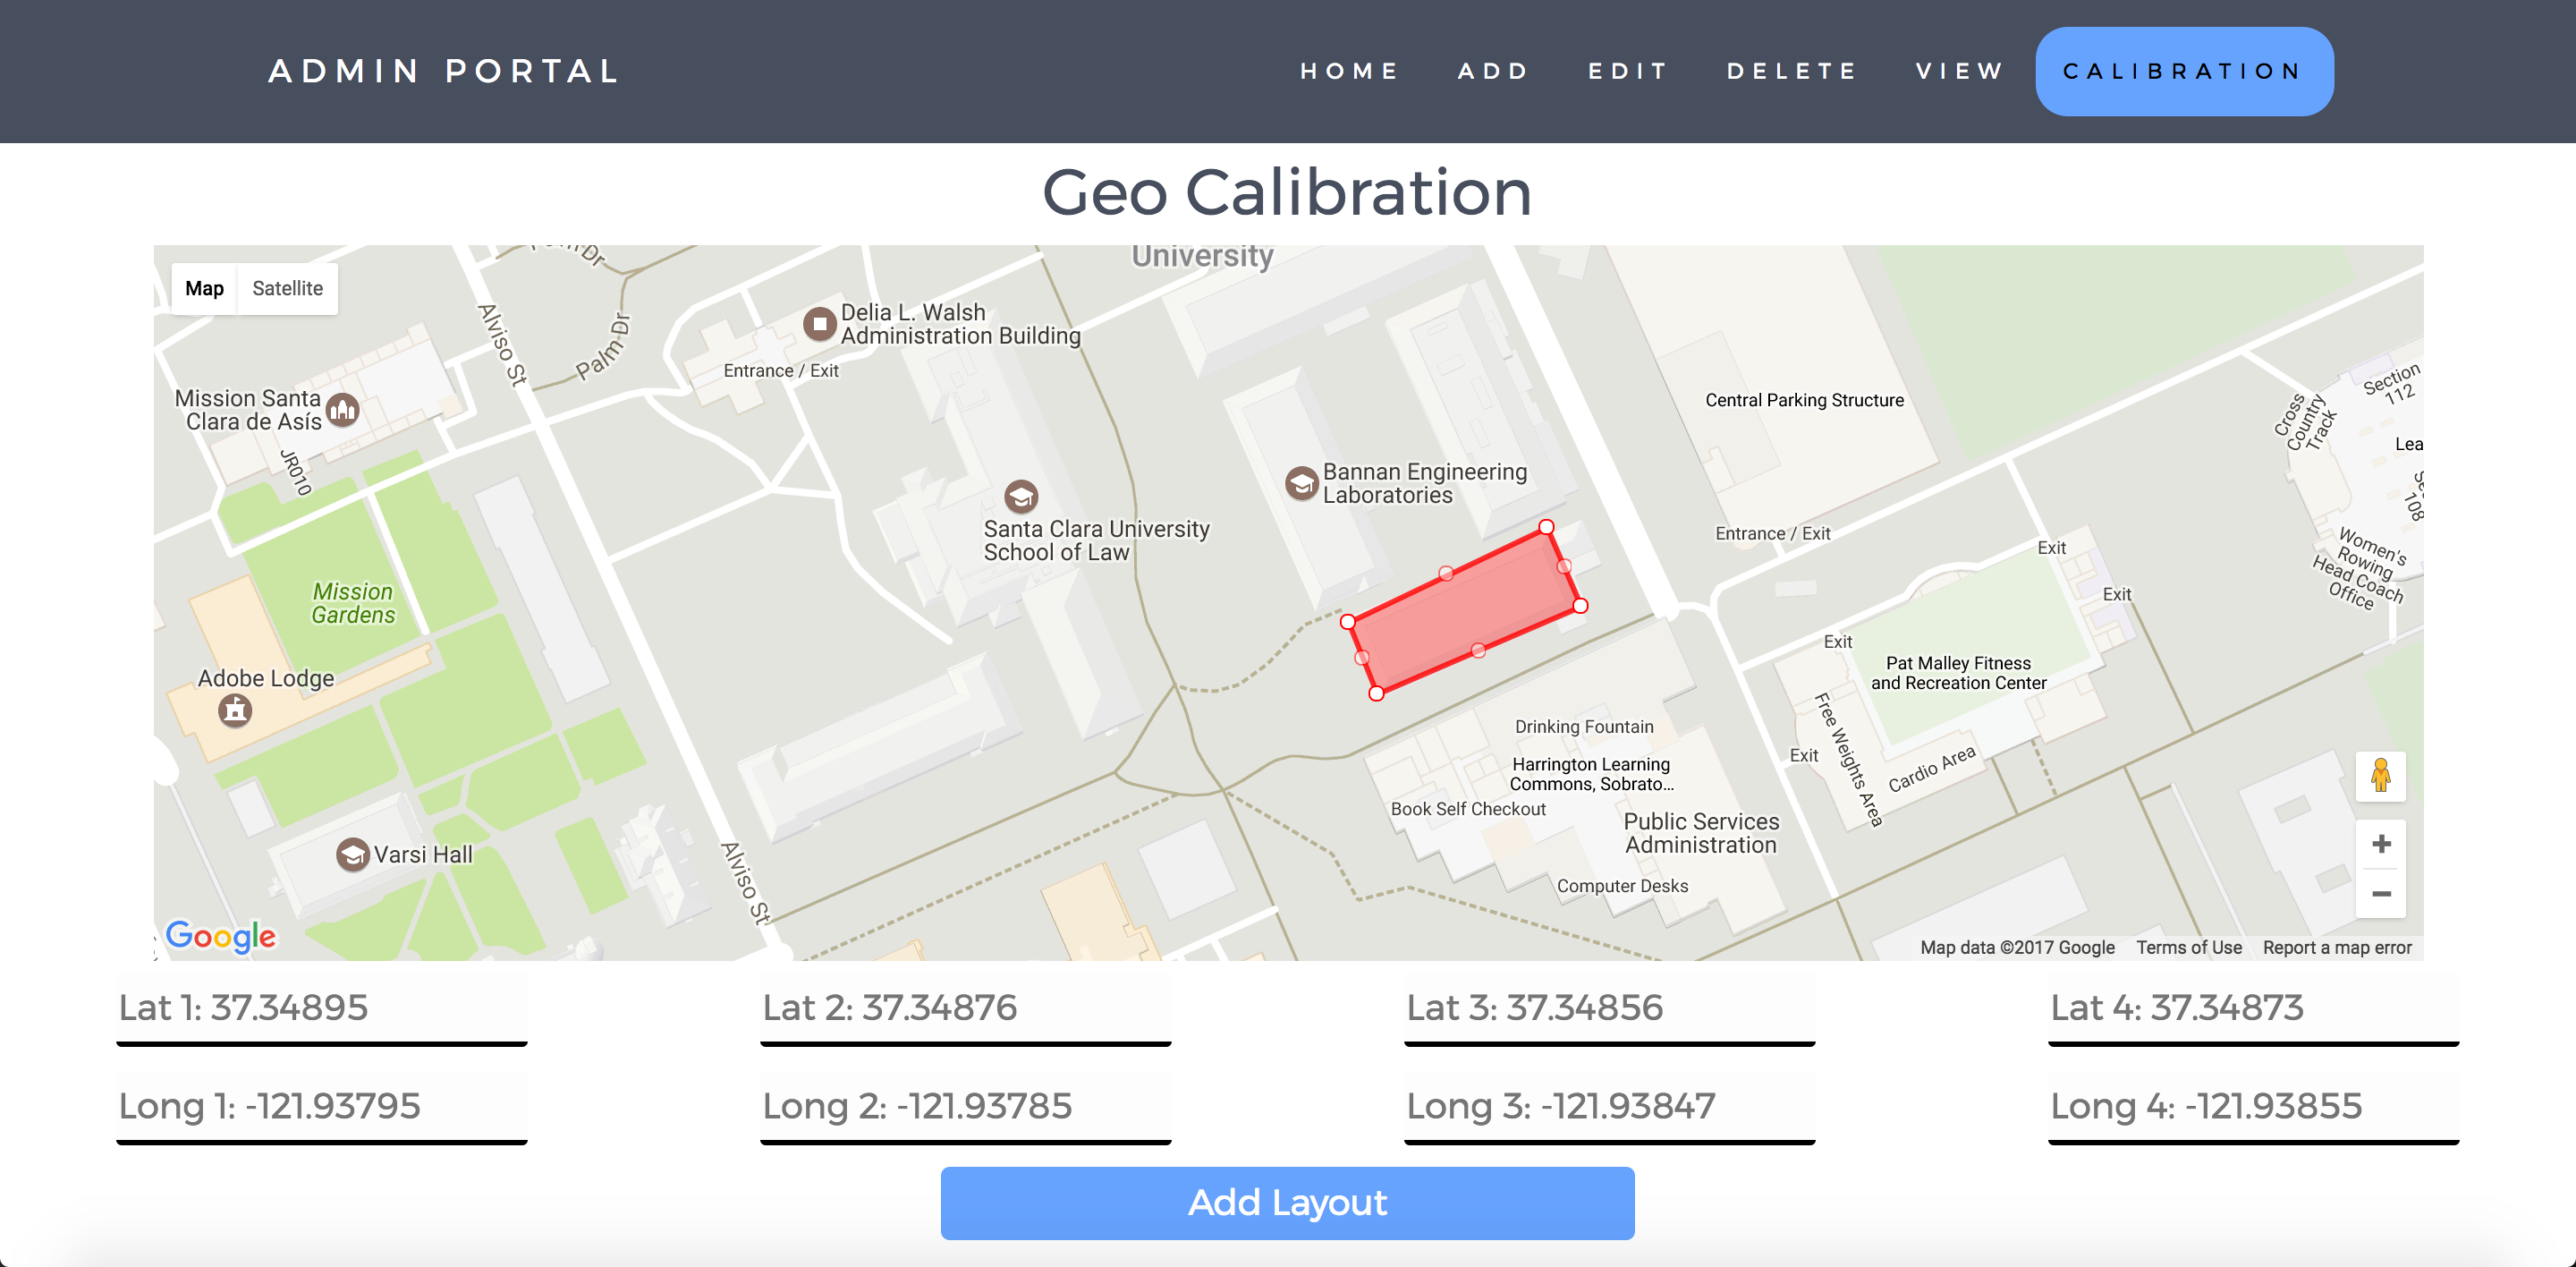 ADMIN PORTAL
HOME ADD EDIT DELETE VIEW CALIBRATION
Geo Calibration
Map Satellite
University
Palm Dr
Alviso St
Palm Dr
Delia L. Walsh
Administration Building
Entrance / Exit
Mission Santa
Clara de Asís
JR010
Santa Clara University
School of Law
Bannan Engineering
Laboratories
Central Parking Structure
Entrance / Exit
Cross
Country
Track
Section
112
Lea
108
Women's
Rowing
Head Coach
Office
Exit
Exit
Exit
Exit
Pat Malley Fitness
and Recreation Center
Free Weights Area
Cardio Area
Mission
Gardens
Adobe Lodge
Varsi Hall
Alviso St
Drinking Fountain
Harrington Learning
Commons, Sobrato...
Book Self Checkout
Public Services
Administration
Computer Desks
Google
Map data ©2017 Google Terms of Use Report a map error
Lat 1: 37.34895
Lat 2: 37.34876
Lat 3: 37.34856
Lat 4: 37.34873
Long 1: -121.93795
Long 2: -121.93785
Long 3: -121.93847
Long 4: -121.93855
Add Layout